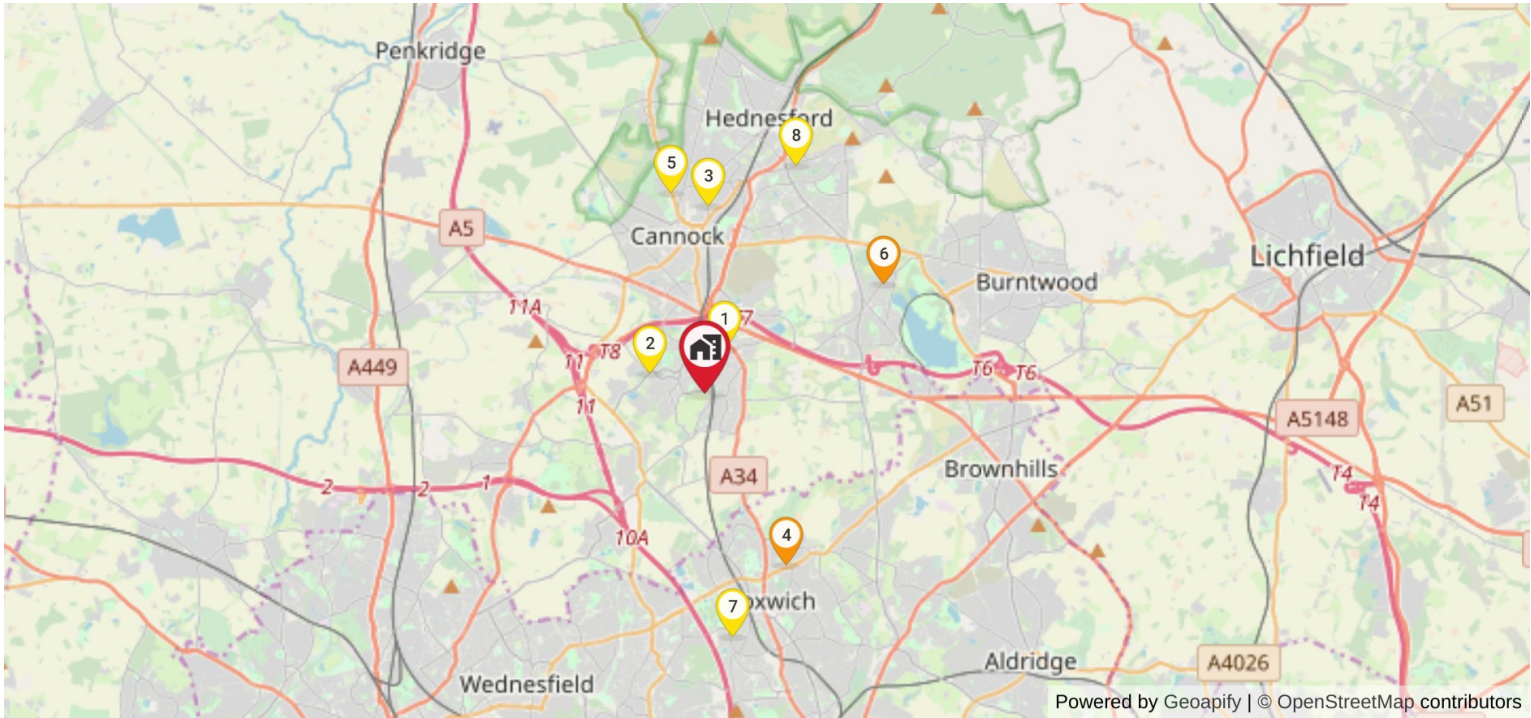 Penkridge
Hednesford
8
5
3
A5
Cannock
6
Lichfield
Burntwood
11A
1
T7
2
11
T8
A449
T6
T6
11
A51
A5148
Brownhills
A34
T4
2
2
1
T4
10A
4
7
oxwich
Aldridge
A4026
Wednesfield
Powered by Geoapify | © OpenStreetMap contributors